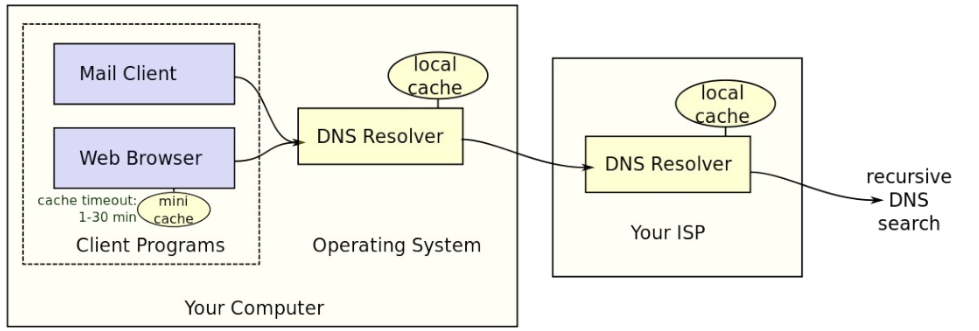 Mail Client
local
cache
DNS Resolver
Web Browser
cache timeout:
1-30 min
mini
cache
Client Programs
Operating System
Your Computer
local
cache
DNS Resolver
Your ISP
recursive
DNS
search